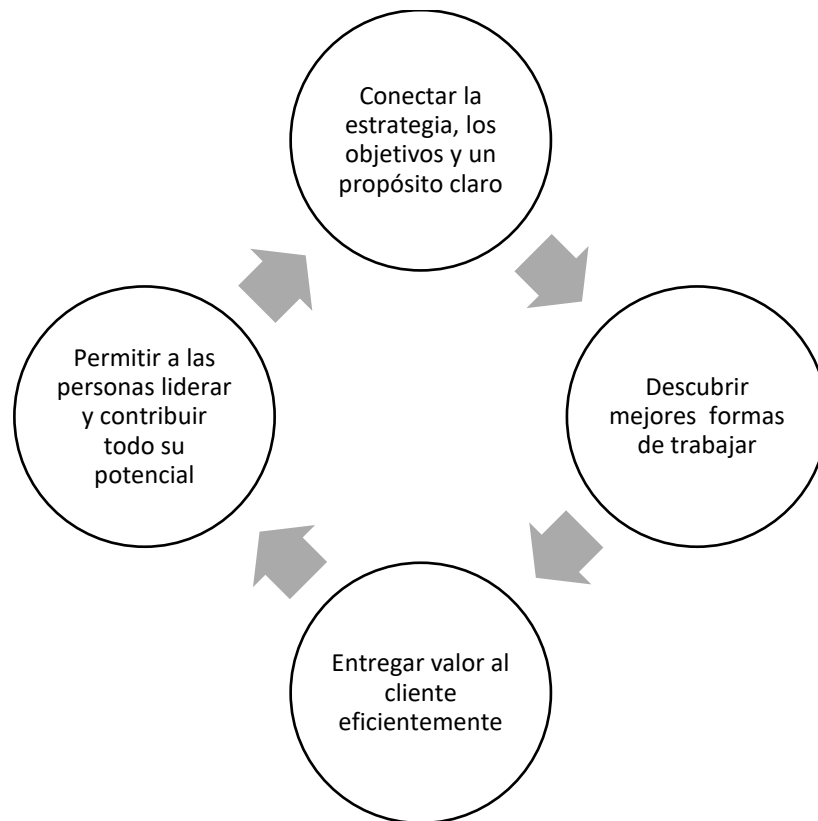 Conectar la
estrategia, los
objetivos y un
propósito claro
Descubrir
mejores  formas
de trabajar
Entregar valor al
cliente
eficientemente
Permitir a las
personas liderar
y contribuir
todo su
potencial